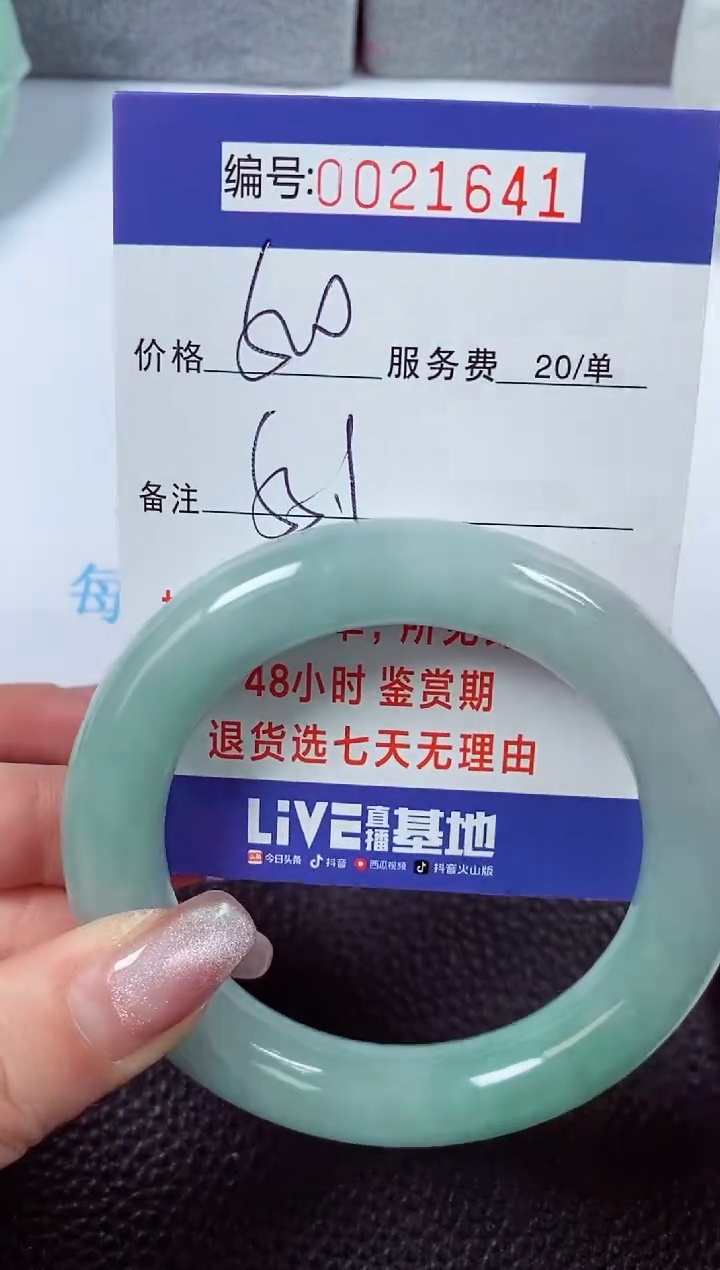 编号:0021641
价格 600 服务费 20/单
备注
每
48小时 鉴赏期
退货选七天无理由
LiVE直播基地
今日头条 抖音 西瓜视频 抖音火山版